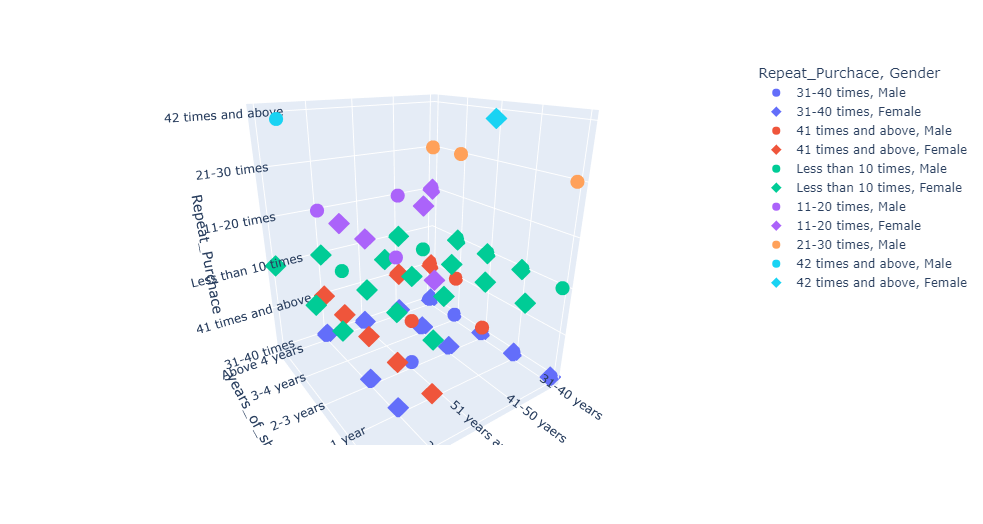 Repeat_Purchace, Gender
31-40 times, Male
31-40 times, Female
41 times and above, Male
41 times and above, Female
Less than 10 times, Male
Less than 10 times, Female
11-20 times, Male
11-20 times, Female
21-30 times, Male
42 times and above, Male
42 times and above, Female
42 times and above
21-30 times
11-20 times
Less than 10 times
41 times and above
31-40 times
Repeat_Purchace
Above 4 years
3-4 years
2-3 years
1 year
years_of_sh
31-40 years
41-50 yaers
51 years a